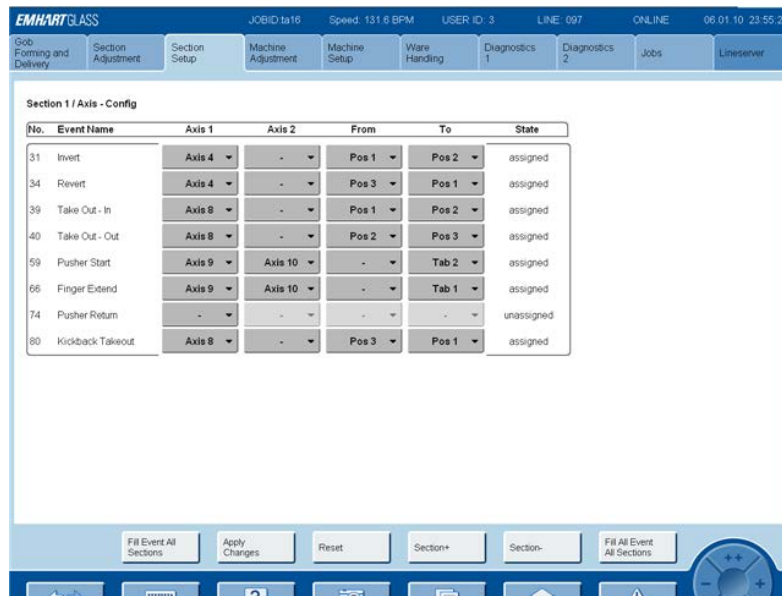 EMHART GLASS JOBID:ta16 Speed: 131.6 BPM USER ID: 3 LINE: 097 ONLINE 06.01.10 23:55:2
Gob Forming and Delivery
Section Adjustment
Section Setup
Machine Adjustment
Machine Setup
Ware Handling
Diagnostics 1
Diagnostics 2
Jobs
Lineserver
Section 1 / Axis - Config
No. Event Name Axis 1 Axis 2 From To State
31 Invert Axis 4 - Pos 1 Pos 2 assigned
34 Revert Axis 4 - Pos 3 Pos 1 assigned
39 Take Out - In Axis 8 - Pos 1 Pos 2 assigned
40 Take Out - Out Axis 8 - Pos 2 Pos 3 assigned
59 Pusher Start Axis 9 Axis 10 - Tab 2 assigned
66 Finger Extend Axis 9 Axis 10 - Tab 1 assigned
74 Pusher Return - - - - unassigned
80 Kickback Takeout Axis 8 - Pos 3 Pos 1 assigned
Fill Event All Sections
Apply Changes
Reset
Section+
Section-
Fill All Event All Sections